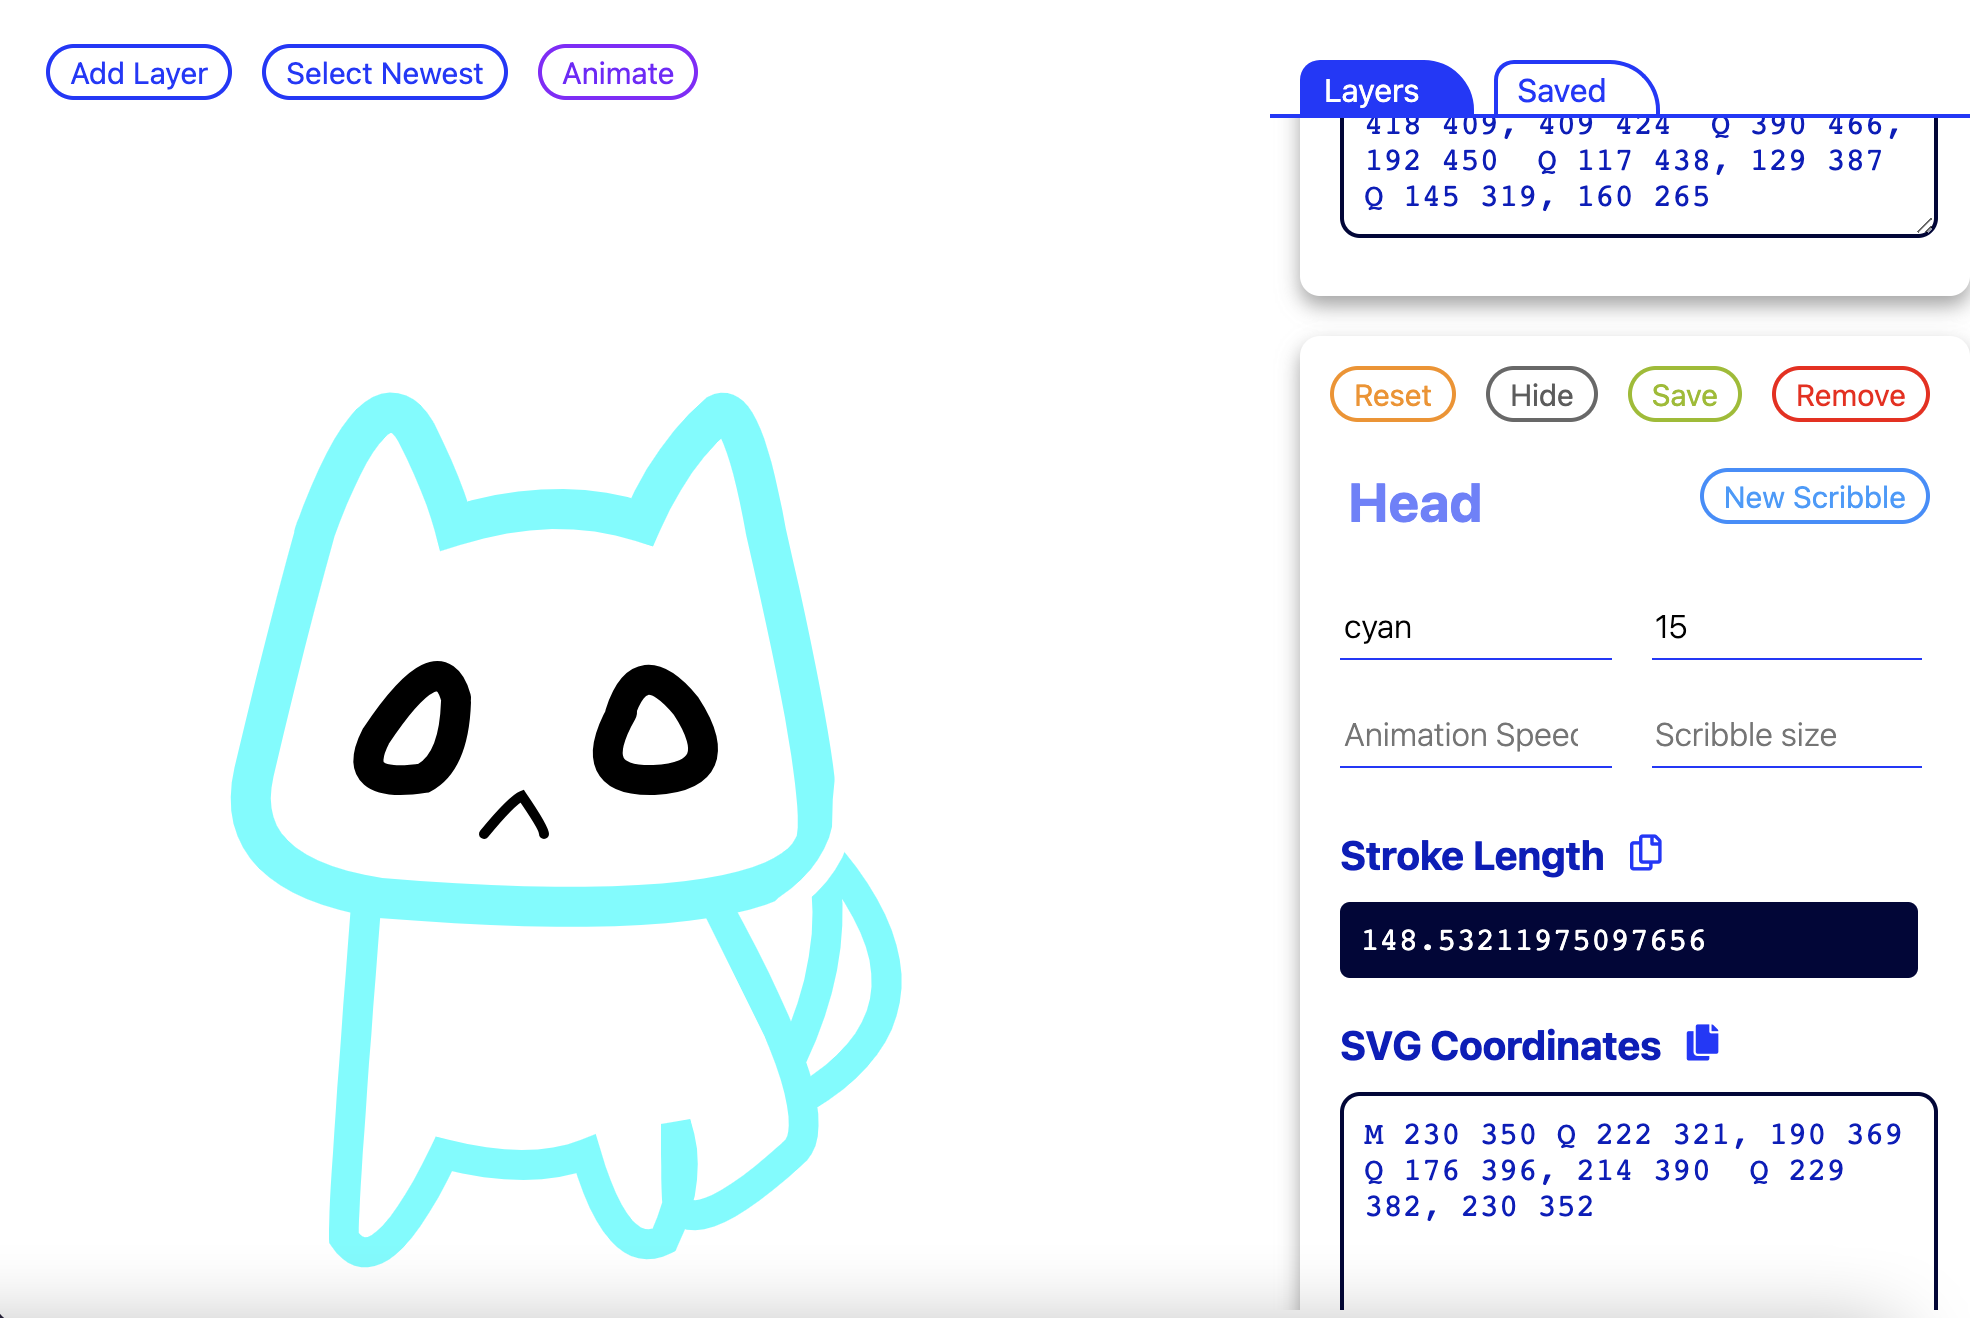 Add Layer
Select Newest
Animate
Layers
Saved
418 409, 409 424 Q 390 466,
192 450 Q 117 438, 129 387
Q 145 319, 160 265
Reset
Hide
Save
Remove
Head
New Scribble
cyan
15
Animation Speed
Scribble size
Stroke Length
148.53211975097656
SVG Coordinates
M 230 350 Q 222 321, 190 369
Q 176 396, 214 390 Q 229
382, 230 352